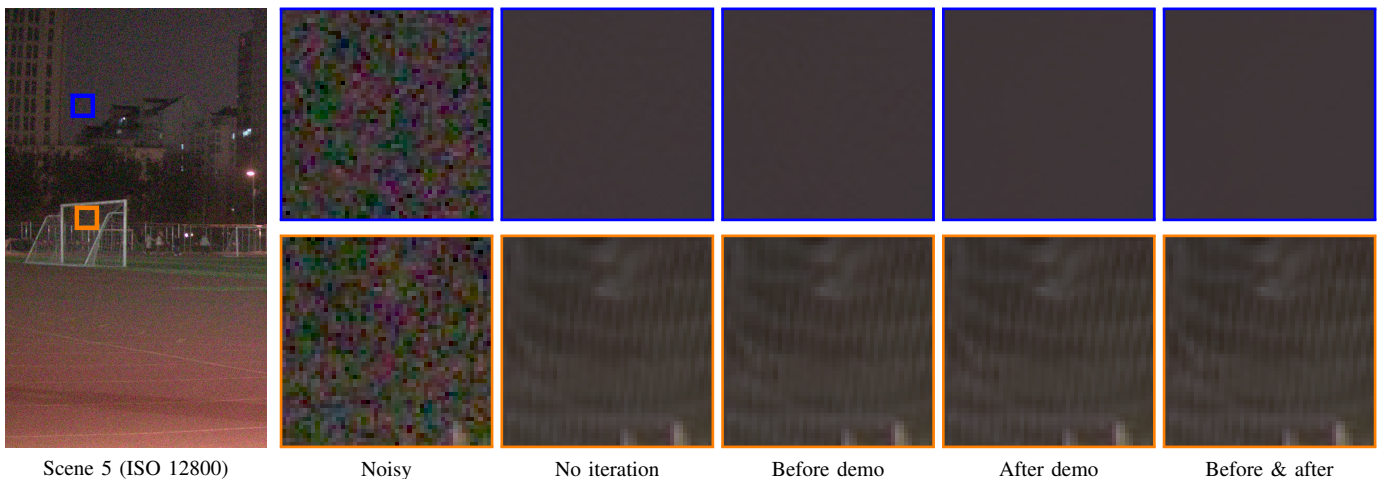 Scene 5 (ISO 12800)
Noisy
No iteration
Before demo
After demo
Before & after